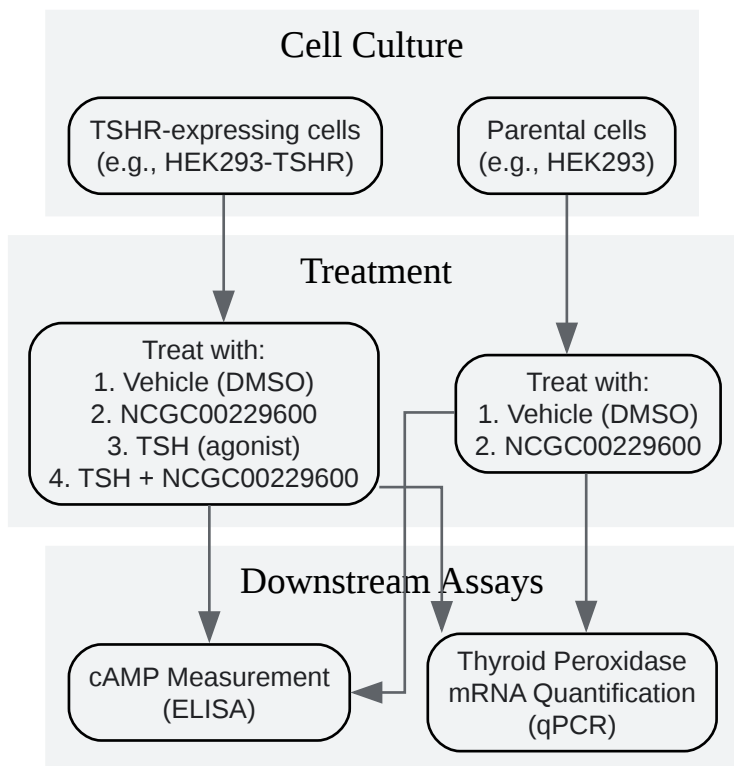 Cell Culture
TSHR-expressing cells
(e.g., HEK293-TSHR)
Parental cells
(e.g., HEK293)
Treatment
Treat with:
1. Vehicle (DMSO)
2. NCGC00229600
3. TSH (agonist)
4. TSH + NCGC00229600
Treat with:
1. Vehicle (DMSO)
2. NCGC00229600
Downstream Assays
cAMP Measurement
(ELISA)
Thyroid Peroxidase
mRNA Quantification
(qPCR)